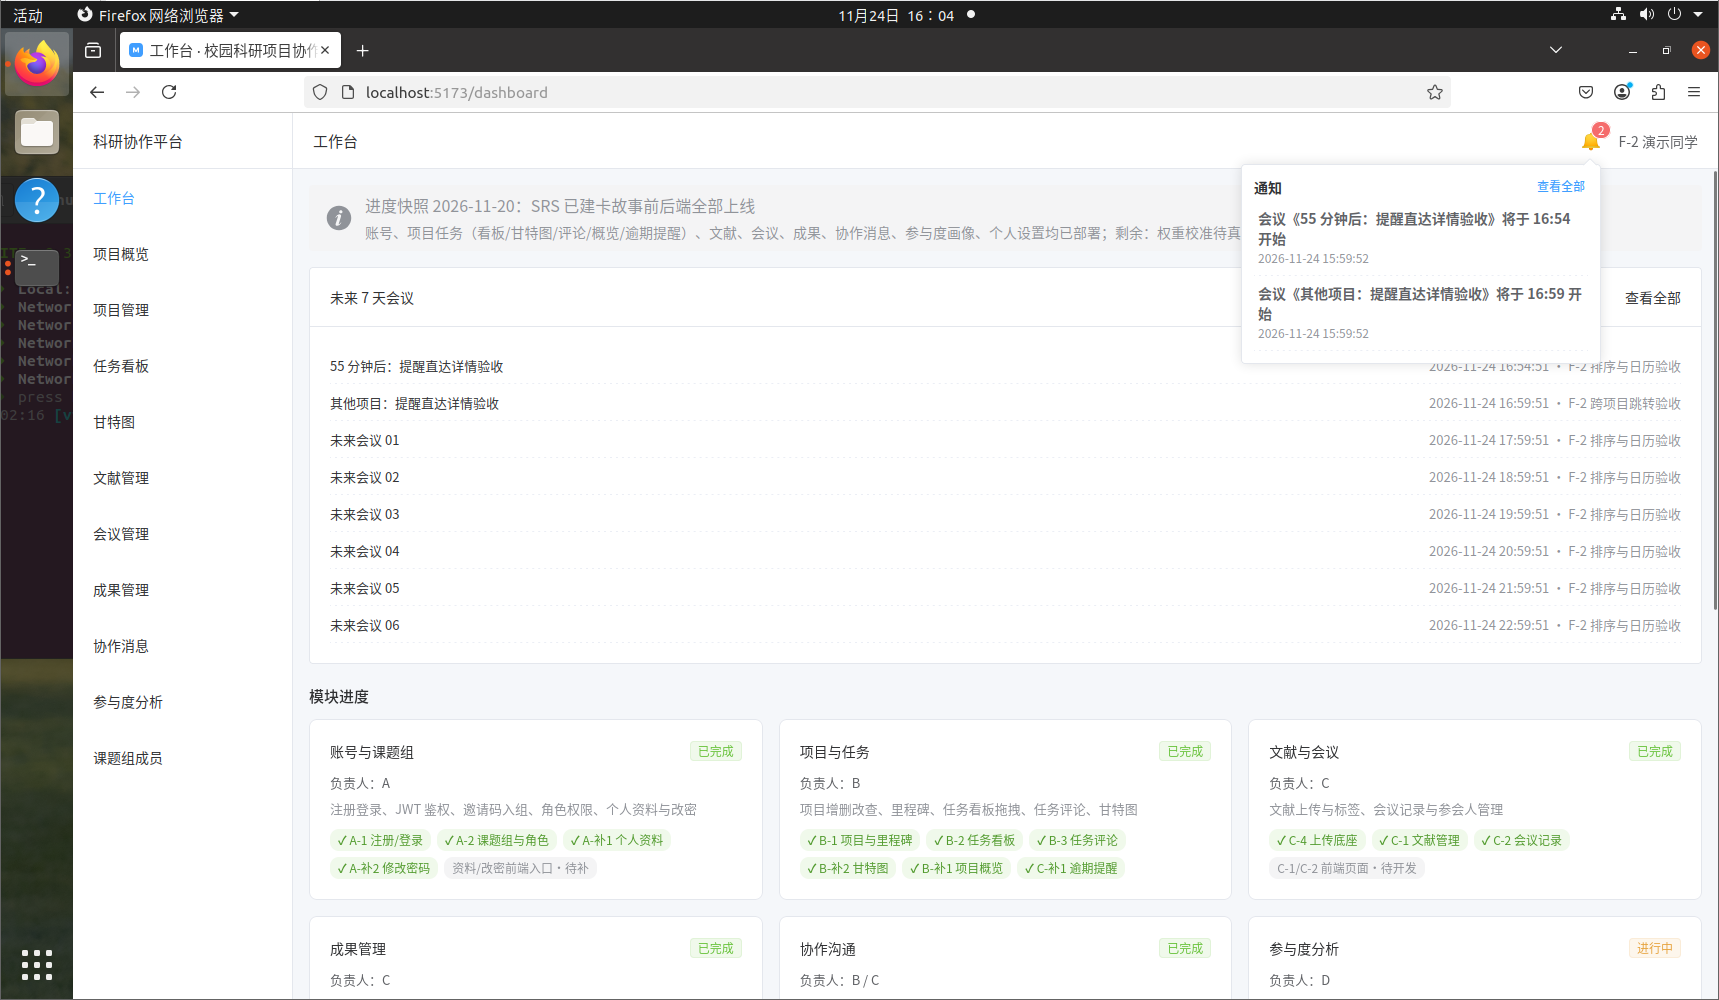 活动
Firefox 网络浏览器
11月24日 16：04
工作台 · 校园科研项目协作
localhost:5173/dashboard
科研协作平台
工作台
2
F-2 演示同学
工作台
项目概览
项目管理
任务看板
甘特图
文献管理
会议管理
成果管理
协作消息
参与度分析
课题组成员
Local:
Networ
Networ
Networ
Networ
Networ
press
02:16 [v
进度快照 2026-11-20：SRS 已建卡故事前后端全部上线
账号、项目任务（看板/甘特图/评论/概览/逾期提醒）、文献、会议、成果、协作消息、参与度画像、个人设置均已部署；剩余：权重校准待真
通知
查看全部
会议《55 分钟后：提醒直达详情验收》将于 16:54
开始
2026-11-24 15:59:52
会议《其他项目：提醒直达详情验收》将于 16:59 开
始
2026-11-24 15:59:52
未来 7 天会议
查看全部
55 分钟后：提醒直达详情验收
2026-11-24 16:54:51 · F-2 排序与日历验收
其他项目：提醒直达详情验收
2026-11-24 16:59:51 · F-2 跨项目跳转验收
未来会议 01
2026-11-24 17:59:51 · F-2 排序与日历验收
未来会议 02
2026-11-24 18:59:51 · F-2 排序与日历验收
未来会议 03
2026-11-24 19:59:51 · F-2 排序与日历验收
未来会议 04
2026-11-24 20:59:51 · F-2 排序与日历验收
未来会议 05
2026-11-24 21:59:51 · F-2 排序与日历验收
未来会议 06
2026-11-24 22:59:51 · F-2 排序与日历验收
模块进度
账号与课题组
已完成
负责人：A
注册登录、JWT 鉴权、邀请码入组、角色权限、个人资料与改密
✓ A-1 注册/登录 ✓ A-2 课题组与角色 ✓ A-补1 个人资料
✓ A-补2 修改密码 资料/改密前端入口 · 待补
项目与任务
已完成
负责人：B
项目增删改查、里程碑、任务看板拖拽、任务评论、甘特图
✓ B-1 项目与里程碑 ✓ B-2 任务看板 ✓ B-3 任务评论
✓ B-补2 甘特图 ✓ B-补1 项目概览 ✓ C-补1 逾期提醒
文献与会议
已完成
负责人：C
文献上传与标签、会议记录与参会人管理
✓ C-4 上传底座 ✓ C-1 文献管理 ✓ C-2 会议记录
C-1/C-2 前端页面 · 待开发
成果管理
已完成
负责人：C
协作沟通
已完成
负责人：B / C
参与度分析
进行中
负责人：D